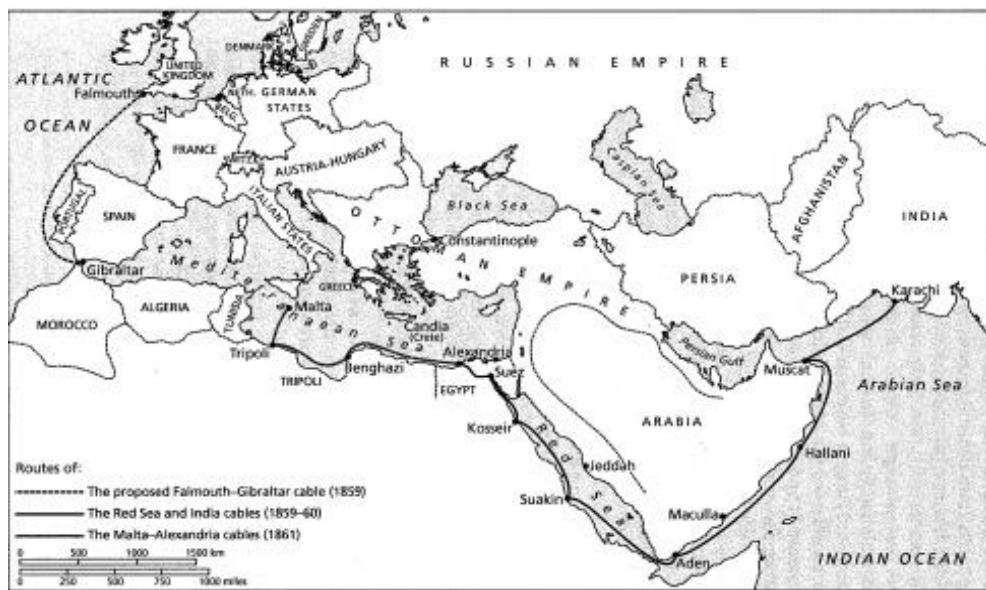 SWEDEN
DENMARK
RUSSIAN EMPIRE
ATLANTIC
OCEAN
UNITED
KINGDOM
Falmouth
NETH.
BELG.
GERMAN
STATES
FRANCE
SWITZ.
AUSTRIA-HUNGARY
Caspian Sea
AFGHANISTAN
INDIA
PORTUGAL
SPAIN
ITALIAN STATES
Black Sea
OTTOMAN EMPIRE
Constantinople
PERSIA
Gibraltar
Mediterranean Sea
GREECE
Karachi
MOROCCO
ALGERIA
TUNISIA
Malta
Candia
(Crete)
Persian Gulf
Tripoli
Benghazi
Alexandria
Suez
Muscat
Arabian Sea
TRIPOLI
EGYPT
ARABIA
Kosseir
Red Sea
Jeddah
Hallani
Suakin
Maculla
Aden
INDIAN OCEAN
Routes of:
The proposed Falmouth–Gibraltar cable (1859)
The Red Sea and India cables (1859–60)
The Malta–Alexandria cables (1861)
0 500 1000 1500 km
0 250 500 750 1000 miles